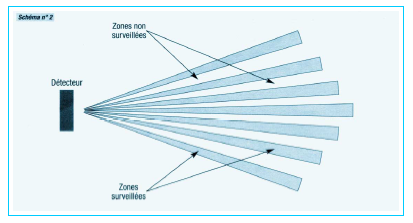 Schéma n° 2
Zones non
surveillées
Détecteur
Zones
surveillées